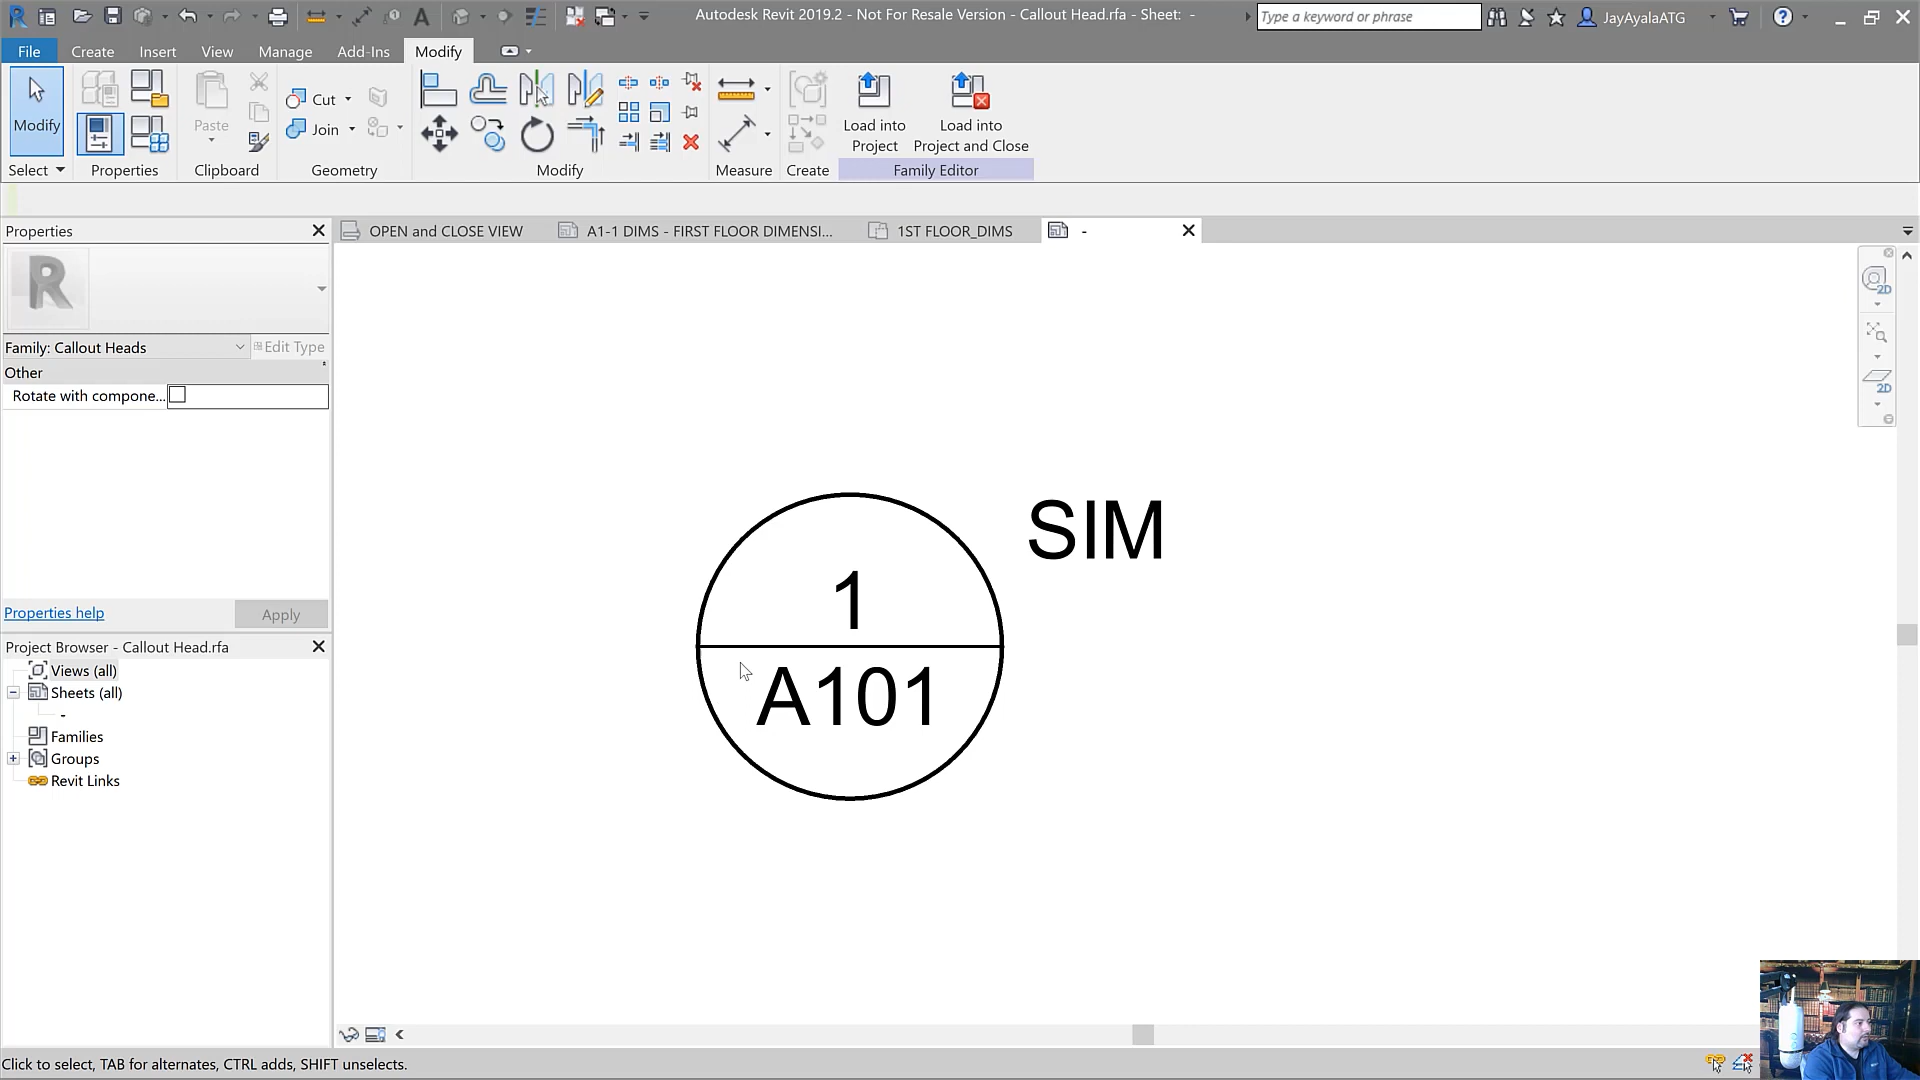 Autodesk Revit 2019.2 - Not For Resale Version - Callout Head.rfa - Sheet:  -
Type a keyword or phrase
JayAyalaATG
File Create Insert View Manage Add-Ins Modify
Modify
Paste
Cut
Join
Load into
Project
Load into
Project and Close
Select Properties Clipboard Geometry Modify Measure Create Family Editor
Properties
OPEN and CLOSE VIEW
A1-1 DIMS - FIRST FLOOR DIMENSI...
1ST FLOOR_DIMS
-
R
2D
2D
Family: Callout Heads
Edit Type
Other
Rotate with compone...
SIM
1
A101
Properties help
Apply
Project Browser - Callout Head.rfa
Views (all)
Sheets (all)
-
Families
Groups
Revit Links
Click to select, TAB for alternates, CTRL adds, SHIFT unselects.